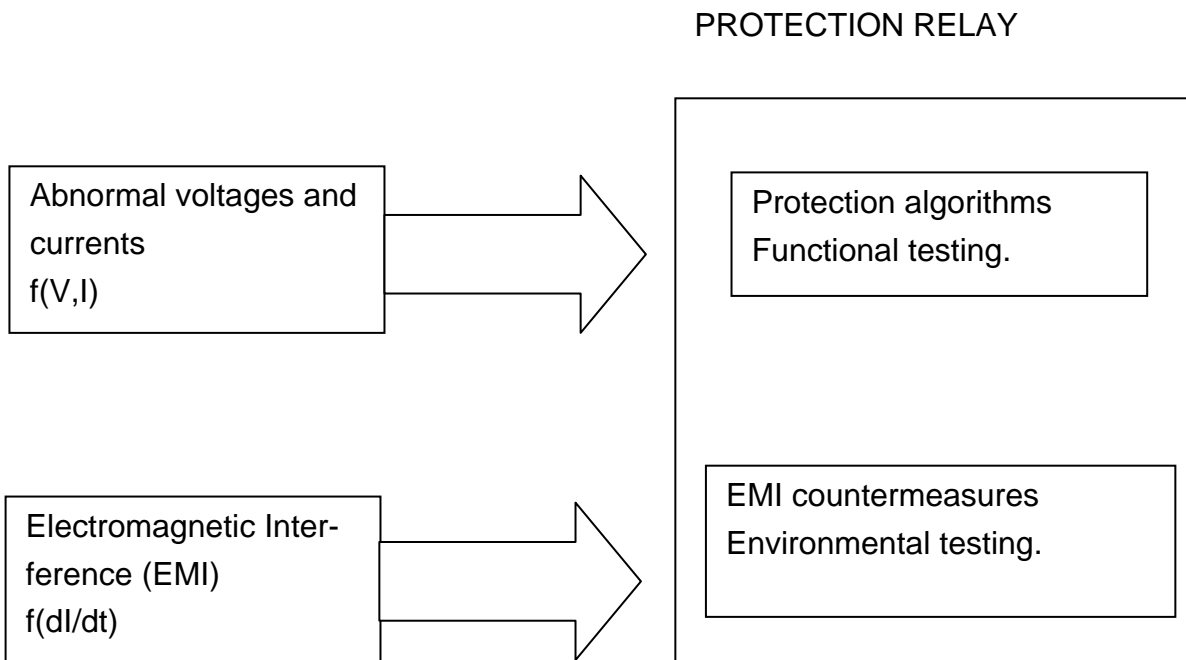 PROTECTION RELAY
Abnormal voltages and
currents
f(V,I)
Protection algorithms
Functional testing.
Electromagnetic Inter-
ference (EMI)
f(dI/dt)
EMI countermeasures
Environmental testing.